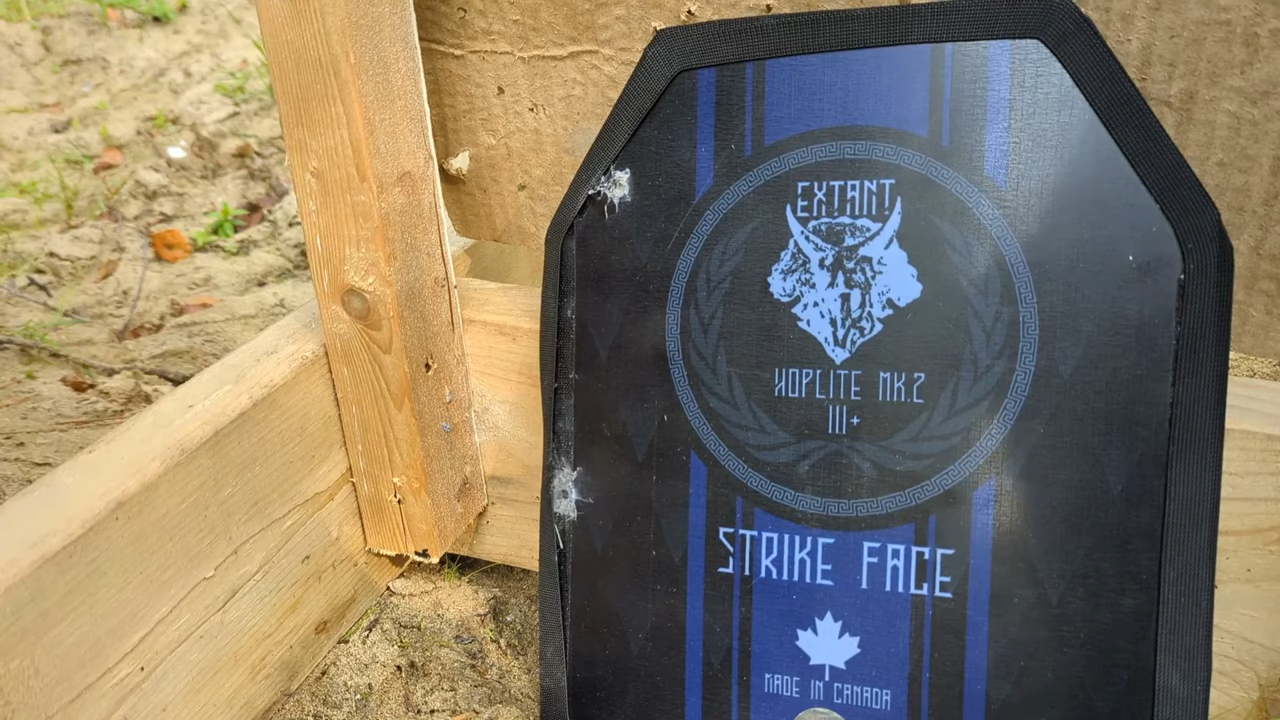 EXTANT
HOPLITE MK.2
III+
STRIKE FACE
MADE IN CANADA